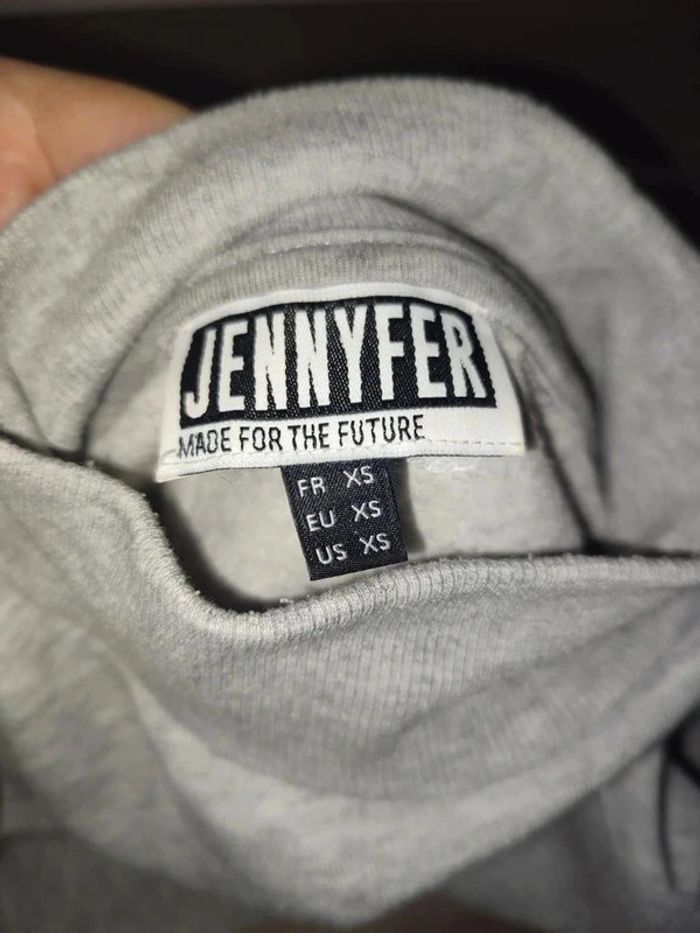 JENNYFER
MADE FOR THE FUTURE
FR XS
EU XS
US XS